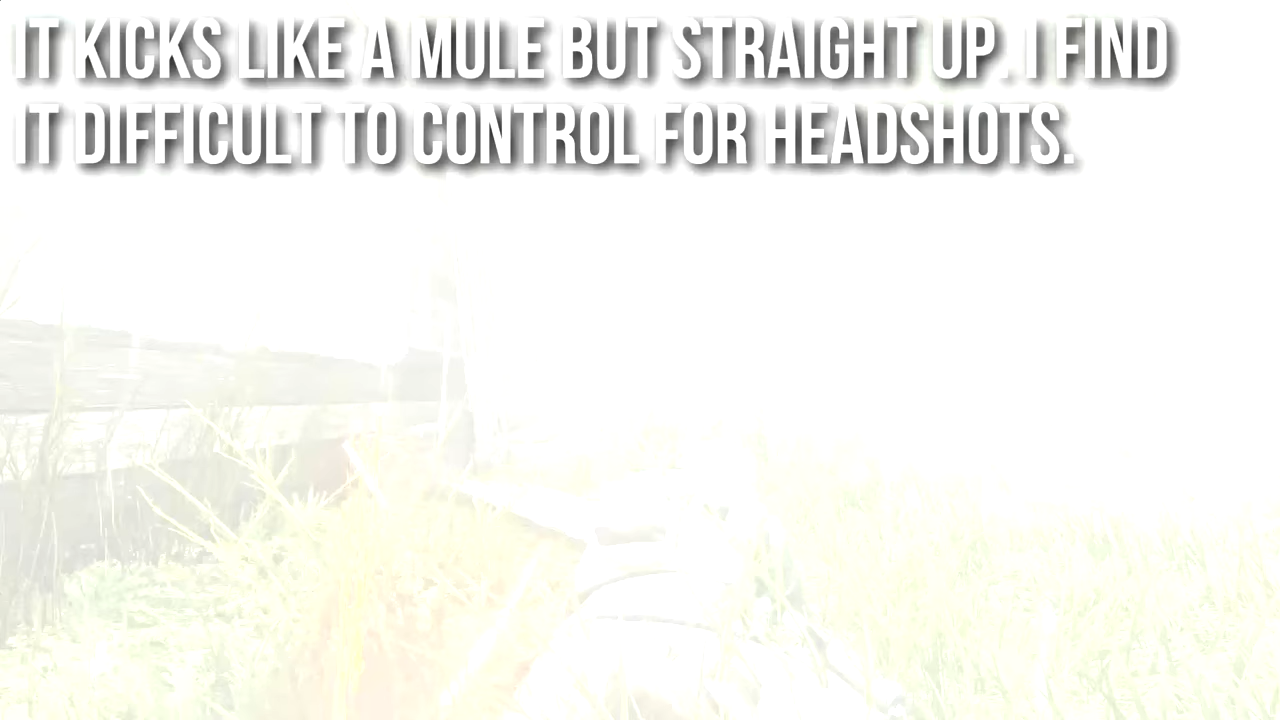 IT KICKS LIKE A MULE BUT STRAIGHT UP. I FIND
IT DIFFICULT TO CONTROL FOR HEADSHOTS.